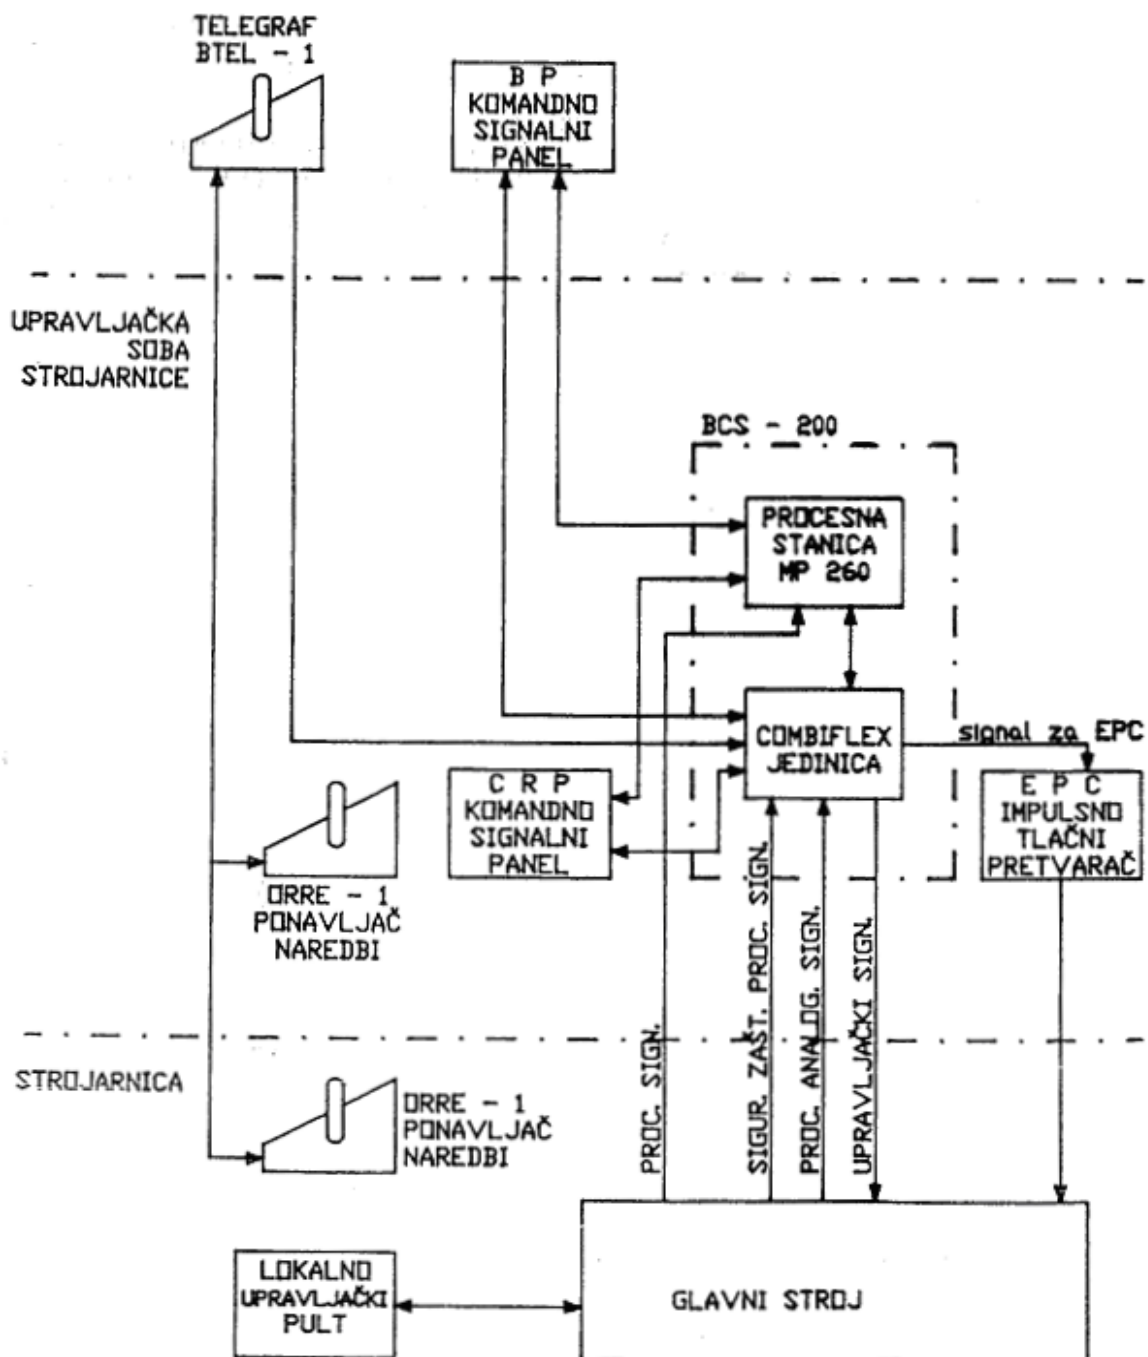 TELEGRAF
BTEL - 1
B P
KOMANDNO
SIGNALNI
PANEL
UPRAVLJAČKA
SOBA
STROJARNICE
BCS - 200
PROCESNA
STANICA
MP 260
COMBIFLEX
JEDINICA
signal za EPC
C R P
KOMANDNO
SIGNALNI
PANEL
E P C
IMPULSNO
TLAČNI
PRETVARAČ
ORRE - 1
PONAVLJAČ
NAREDBI
PROC. SIGN.
SIGUR. ZAŠT. PROC. SIGN.
PROC. ANALOG. SIGN.
UPRAVLJAČKI SIGN.
STROJARNICA
ORRE - 1
PONAVLJAČ
NAREDBI
LOKALNO
UPRAVLJAČKI
PULT
GLAVNI STROJ